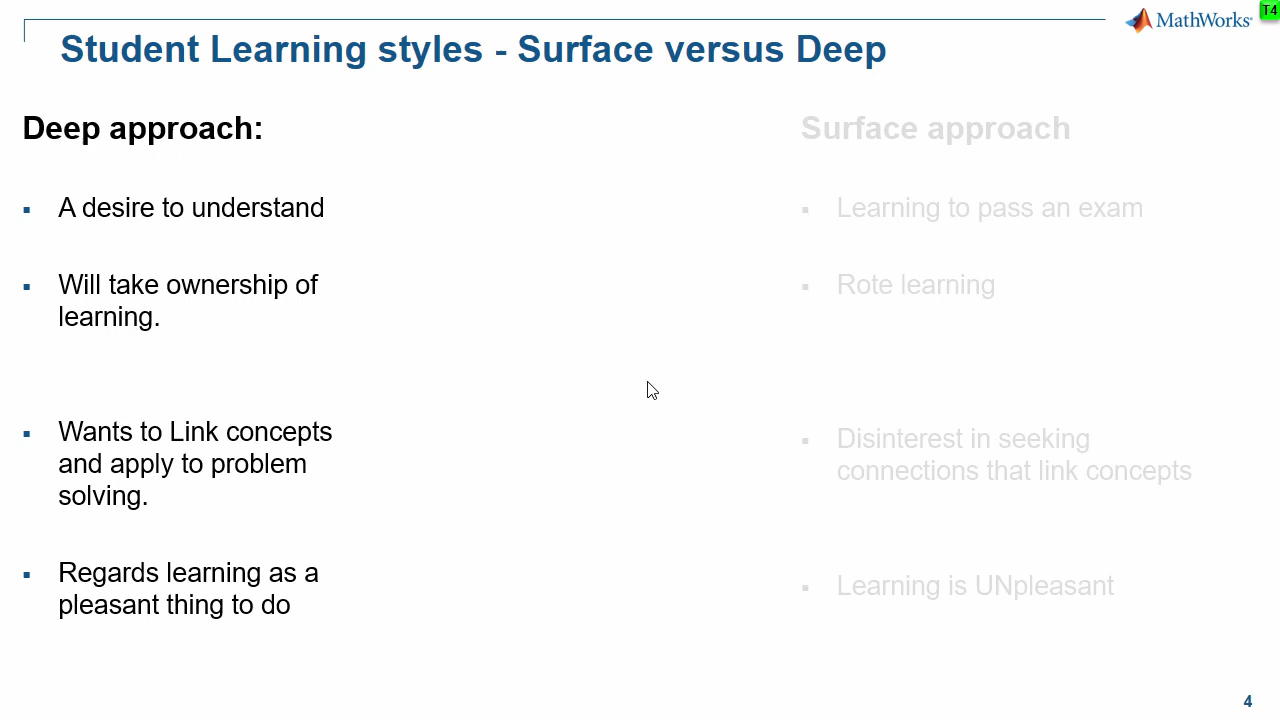 T4
MathWorks®
Student Learning styles - Surface versus Deep
Deep approach:
▪ A desire to understand
▪ Will take ownership of
learning.
▪ Wants to Link concepts
and apply to problem
solving.
▪ Regards learning as a
pleasant thing to do
Surface approach
▪ Learning to pass an exam
▪ Rote learning
▪ Disinterest in seeking
connections that link concepts
▪ Learning is UNpleasant
4